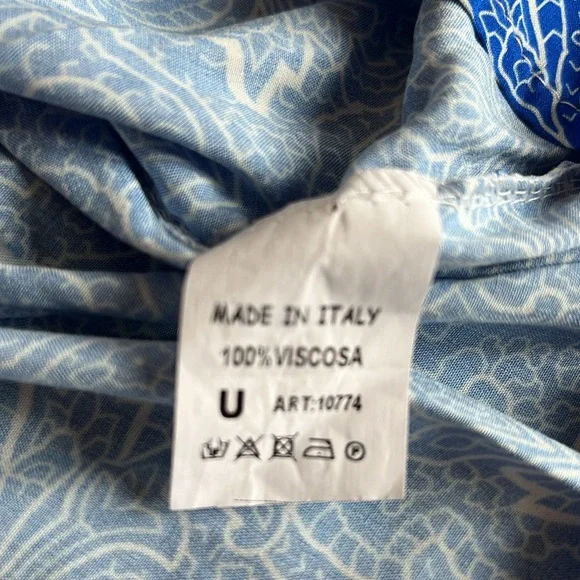 MADE IN ITALY
100% VISCOSA
U ART:10774
P